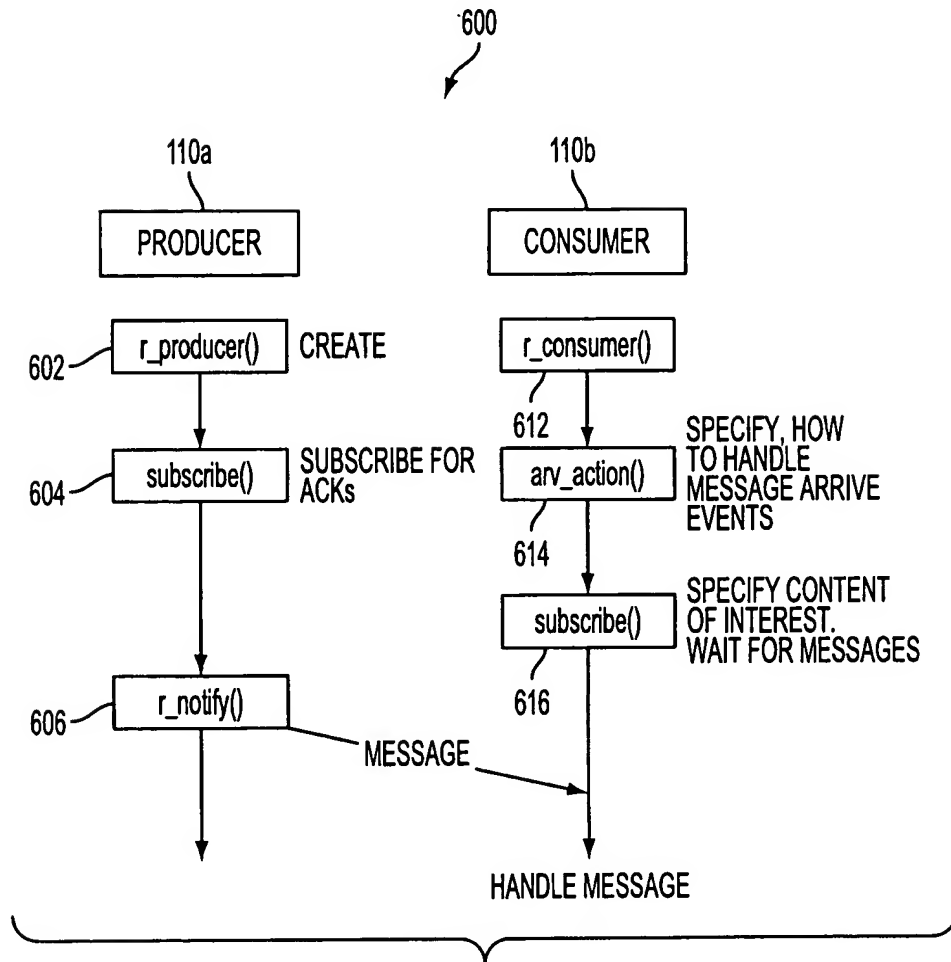 600
110a
110b
PRODUCER
CONSUMER
r_producer()
CREATE
602
r_consumer()
612
subscribe()
SUBSCRIBE FOR
ACKs
604
arv_action()
SPECIFY, HOW
TO HANDLE
MESSAGE ARRIVE
EVENTS
614
subscribe()
SPECIFY CONTENT
OF INTEREST.
WAIT FOR MESSAGES
616
r_notify()
606
MESSAGE
HANDLE MESSAGE